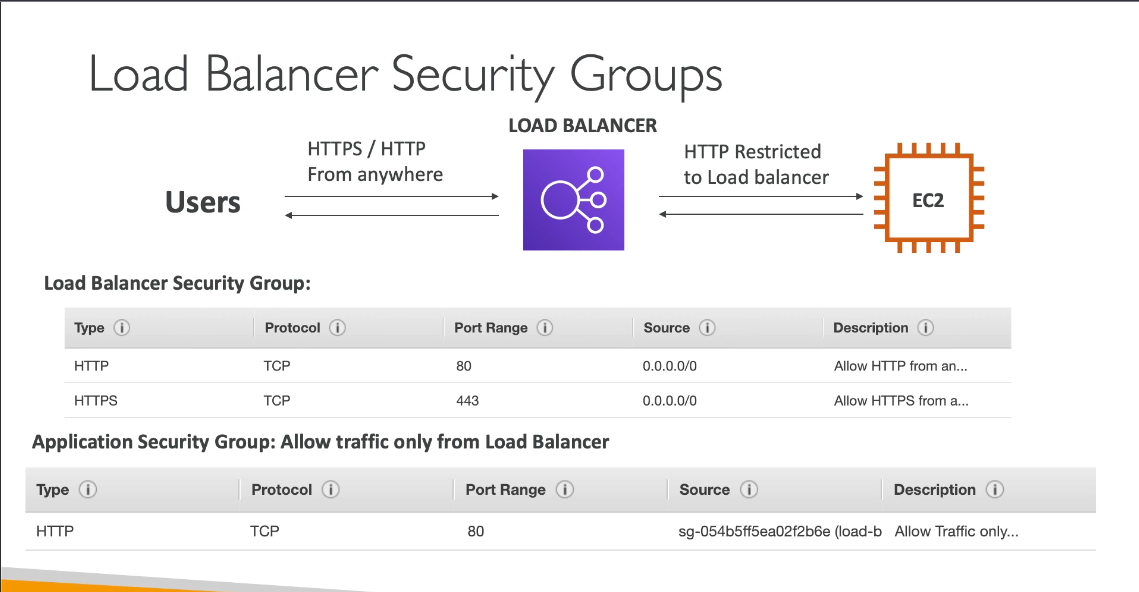 Load Balancer Security Groups
LOAD BALANCER
HTTPS / HTTP
From anywhere
HTTP Restricted
to Load balancer
Users
EC2
Load Balancer Security Group:
Type Protocol Port Range Source Description
HTTP TCP 80 0.0.0.0/0 Allow HTTP from an...
HTTPS TCP 443 0.0.0.0/0 Allow HTTPS from a...
Application Security Group: Allow traffic only from Load Balancer
Type Protocol Port Range Source Description
HTTP TCP 80 sg-054b5ff5ea02f2b6e (load-b Allow Traffic only...